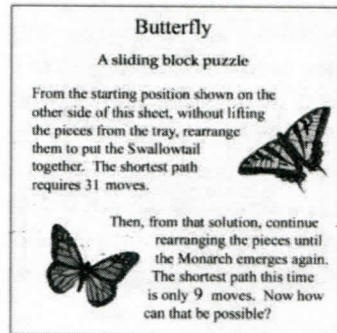 Butterfly
A sliding block puzzle
From the starting position shown on the
other side of this sheet, without lifting
the pieces from the tray, rearrange
them to put the Swallowtail
together. The shortest path
requires 31 moves.
Then, from that solution, continue
rearranging the pieces until
the Monarch emerges again.
The shortest path this time
is only 9 moves. Now how
can that be possible?